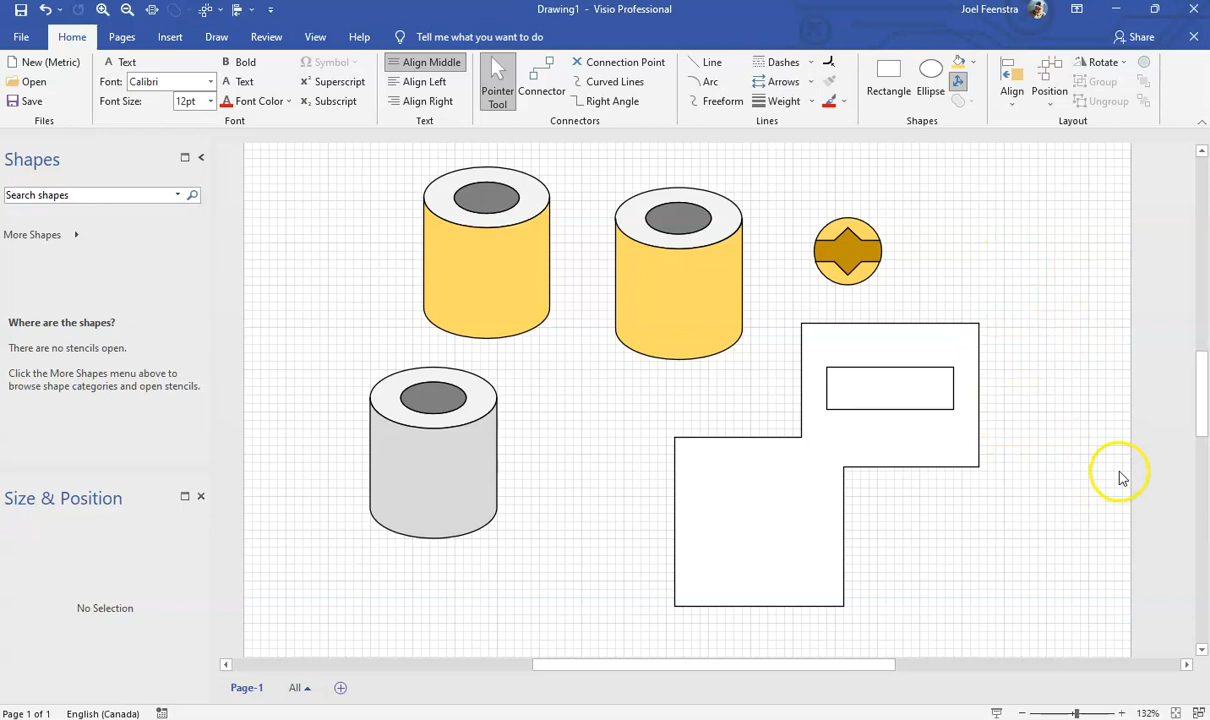 Drawing1 - Visio Professional
Joel Feenstra
File Home Pages Insert Draw Review View Help Tell me what you want to do Share
New (Metric)
Open
Save
Files
Text
Font: Calibri
Font Size: 12pt
Bold
Text
Font Color
Symbol
Superscript
Subscript
Font
Align Middle
Align Left
Align Right
Text
Pointer Tool
Connector
Connection Point
Curved Lines
Right Angle
Connectors
Line
Arc
Freeform
Dashes
Arrows
Weight
Lines
Rectangle
Ellipse
Shapes
Align
Position
Rotate
Group
Ungroup
Layout
Shapes
Search shapes
More Shapes
Where are the shapes?
There are no stencils open.
Click the More Shapes menu above to
browse shape categories and open stencils.
Size & Position
No Selection
Page-1 All
Page 1 of 1 English (Canada) 132%